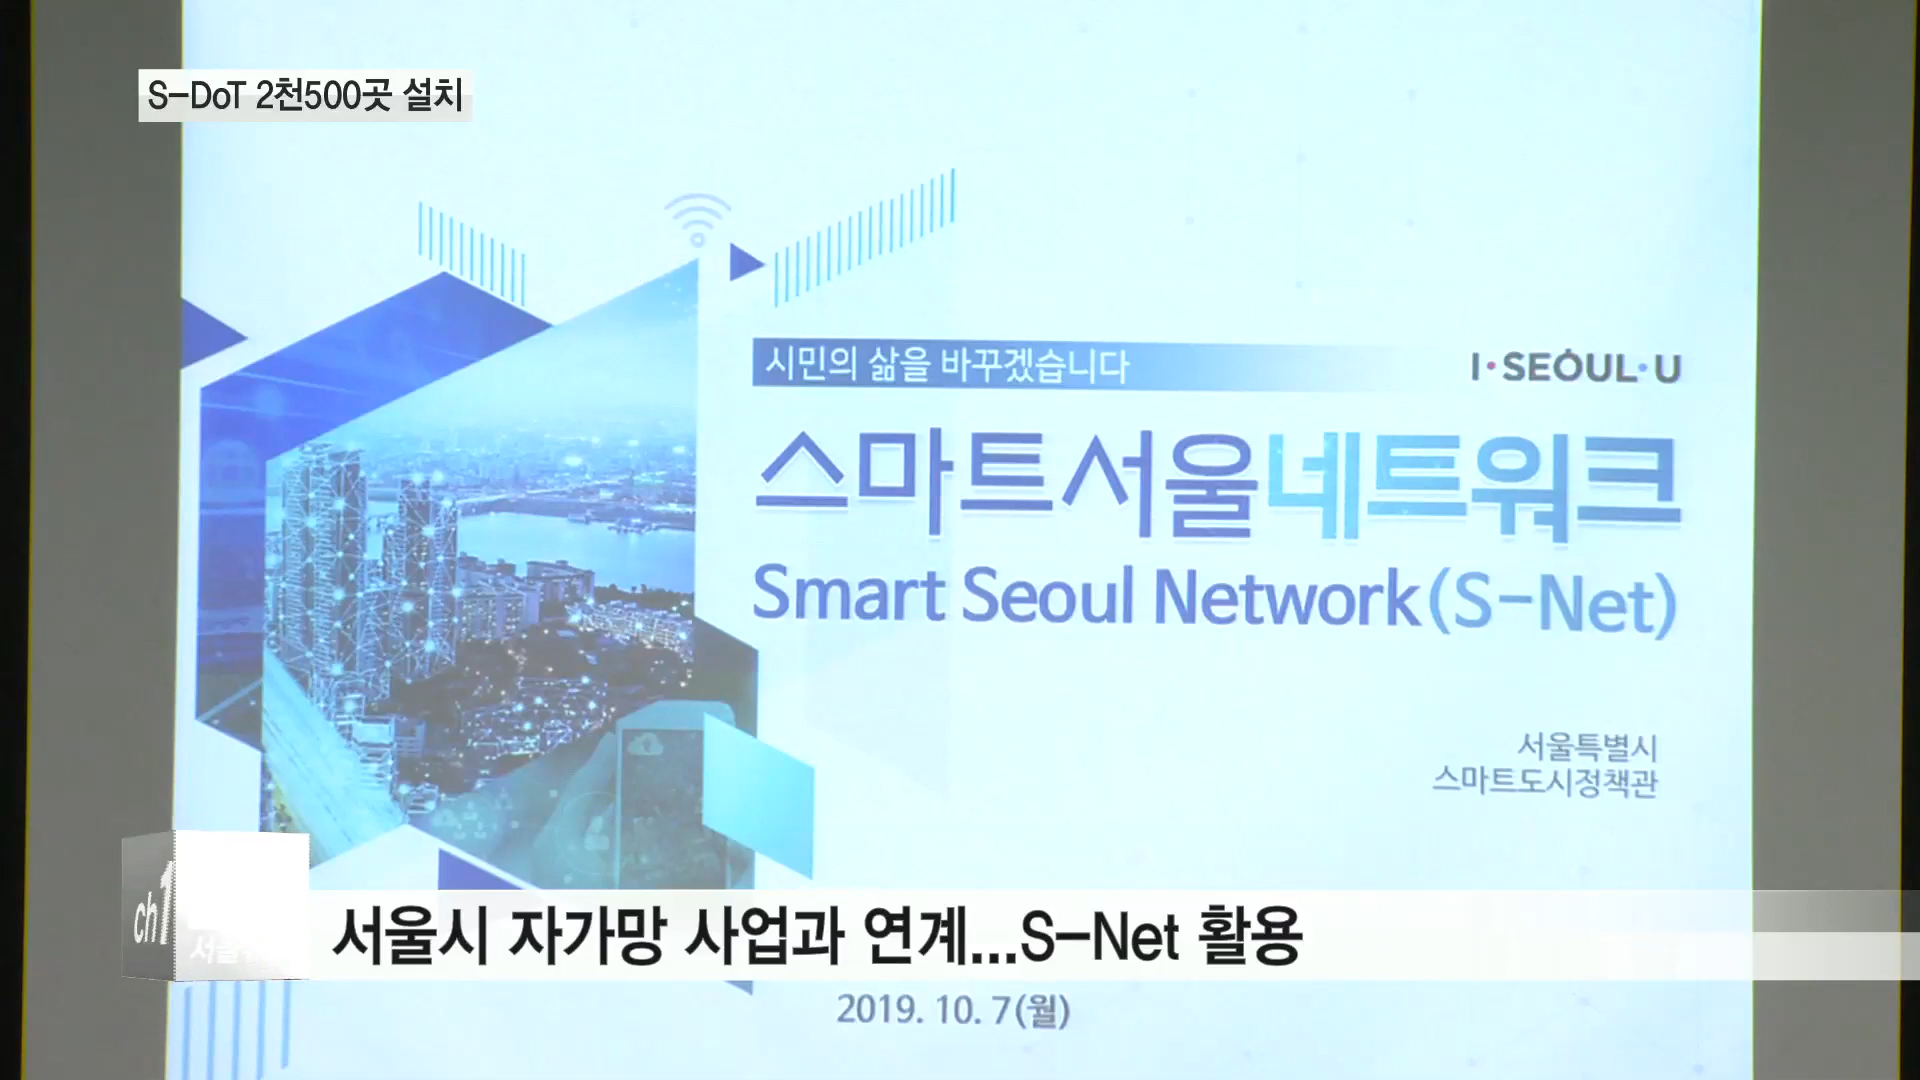 S-DoT 2천500곳 설치
시민의 삶을 바꾸겠습니다
I·SEOUL·U
스마트서울네트워크
Smart Seoul Network(S-Net)
서울특별시
스마트도시정책관
ch1
서울시 자가망 사업과 연계...S-Net 활용
2019. 10. 7(월)